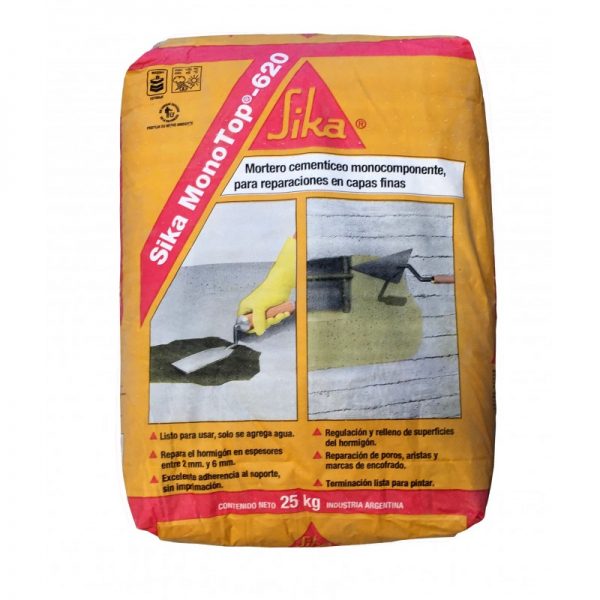 Sika MonoTop®-620
Sika®
Mortero cementiceo monocomponente,
para reparaciones en capas finas
Listo para usar, solo se agrega agua.
Repara el hormigón en espesores
entre 2 mm. y 6 mm.
Excelente adherencia al soporte,
sin imprimación.
Regulación y relleno de superficies
del hormigón.
Reparación de poros, aristas y
marcas de encofrado.
Terminación lista para pintar.
CONTENIDO NETO 25 kg INDUSTRIA ARGENTINA